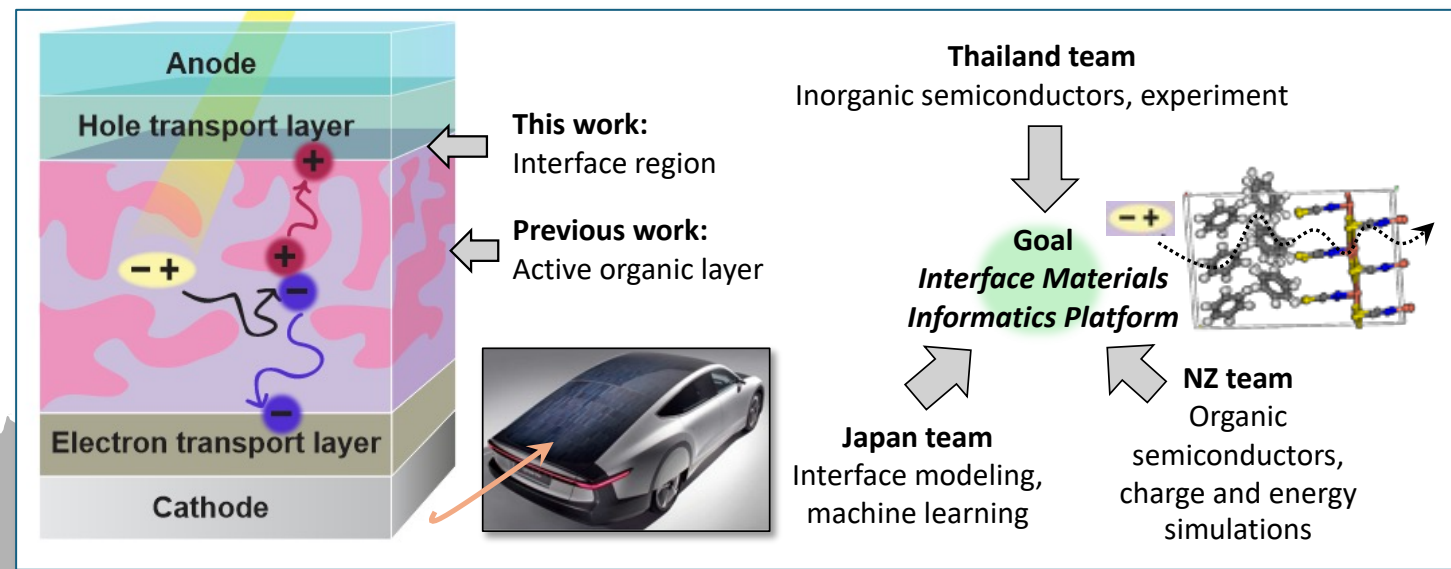 Anode
Hole transport layer
+
+
− +
−
−
Electron transport layer
Cathode
This work:
Interface region
Previous work:
Active organic layer
Thailand team
Inorganic semiconductors, experiment
− +
Goal
Interface Materials
Informatics Platform
Japan team
Interface modeling,
machine learning
NZ team
Organic
semiconductors,
charge and energy
simulations